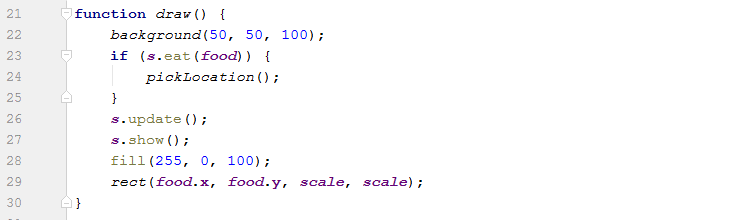 21 function draw() {
22     background(50, 50, 100);
23     if (s.eat(food)) {
24         pickLocation();
25     }
26     s.update();
27     s.show();
28     fill(255, 0, 100);
29     rect(food.x, food.y, scale, scale);
30 }